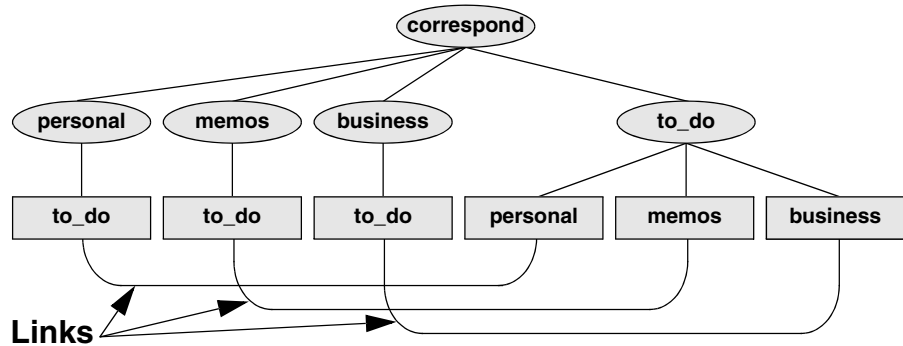 correspond
personal memos business to_do
to_do to_do to_do personal memos business
Links